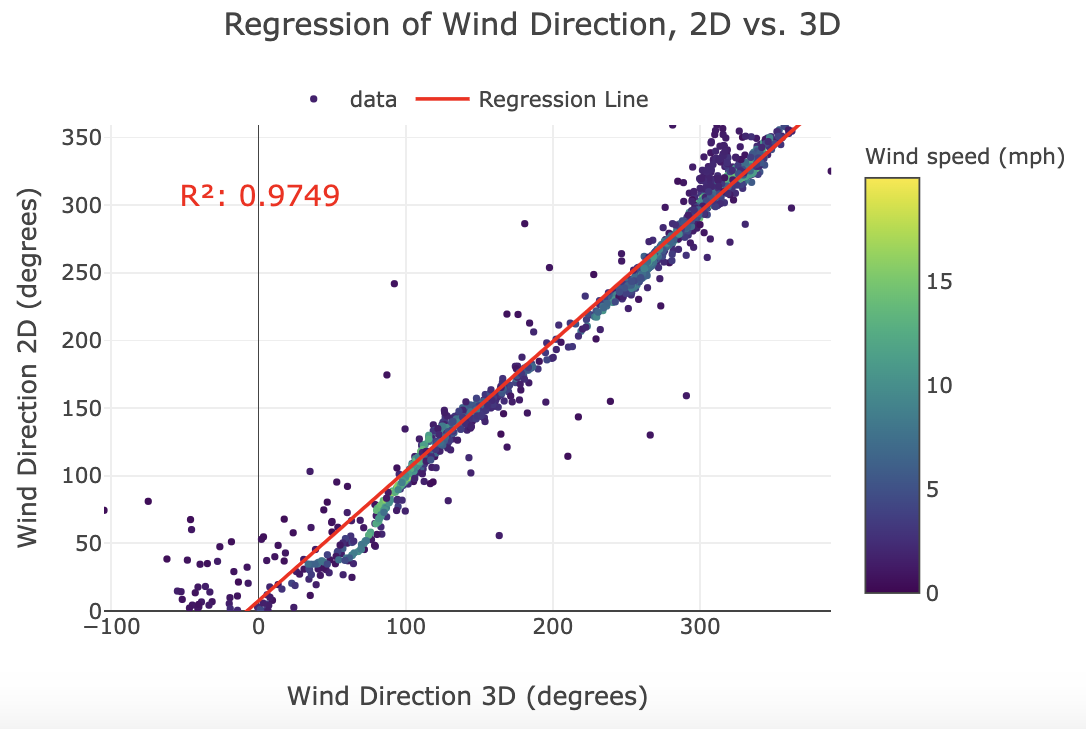 Regression of Wind Direction, 2D vs. 3D
data Regression Line
Wind speed (mph)
R²: 0.9749
Wind Direction 2D (degrees)
350
300
250
200
150
100
50
0
−100 0 100 200 300
Wind Direction 3D (degrees)
15
10
5
0